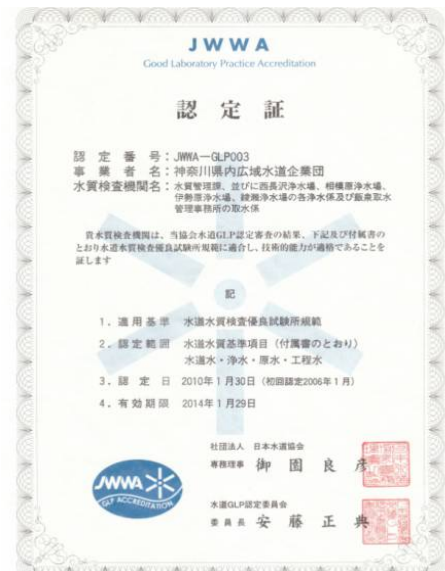 JWWA
Good Laboratory Practice Accreditation
認定証
認定番号：JWWA－GLP003
事業者名：神奈川県内広域水道企業団
水質検査機関名：水質管理課、並びに西長沢浄水場、相模原浄水場、
伊勢原浄水場、綾瀬浄水場の各浄水係及び飯泉取水
管理事務所の取水係
貴水質検査機関は、当協会水道GLP認定審査の結果、下記及び付属書の
とおり水道水質検査優良試験所規範に適合し、技術的能力が適格であることを
証します
記
1．適用基準 水道水質検査優良試験所規範
2．認定範囲 水道水質基準項目（付属書のとおり）
水道水・浄水・原水・工程水
3．認定日 2010年1月30日（初回認定2006年1月）
4．有効期限 2014年1月29日
社団法人 日本水道協会
専務理事 御園良彦
水道GLP認定委員会
委員長 安藤正典
JWWA
GLP ACCREDITATION